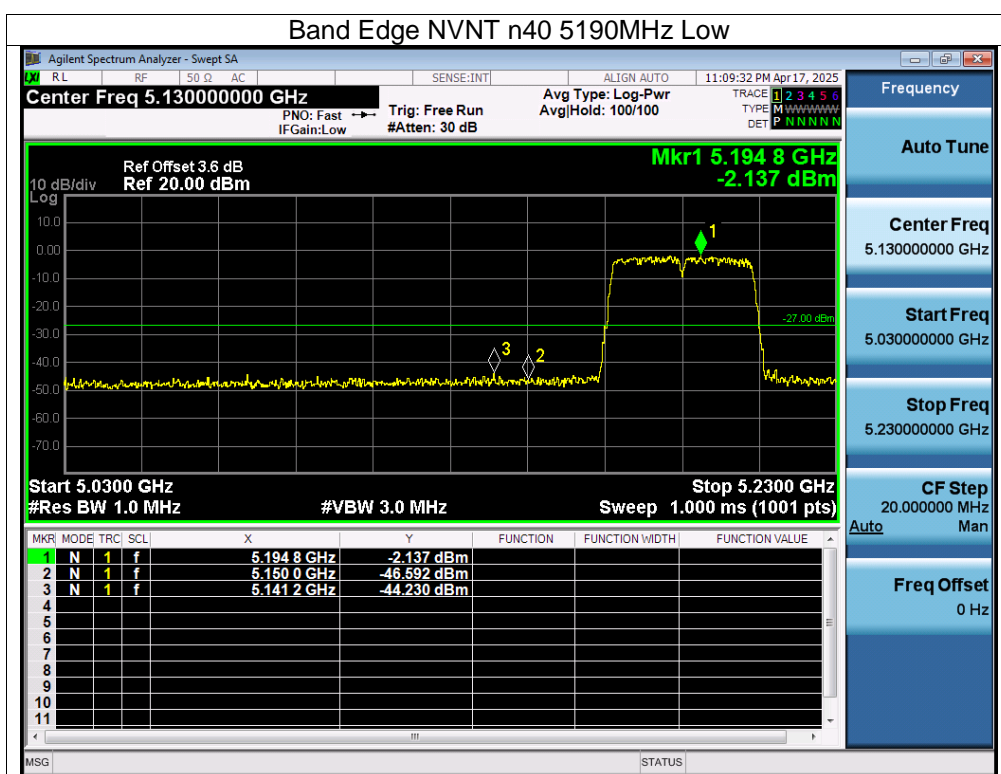 Band Edge NVNT n40 5190MHz Low
Agilent Spectrum Analyzer - Swept SA
LXI RL RF 50 Ω AC SENSE:INT ALIGN AUTO 11:09:32 PM Apr 17, 2025
Center Freq 5.130000000 GHz
PNO: Fast
IFGain:Low
Trig: Free Run
#Atten: 30 dB
Avg Type: Log-Pwr
Avg|Hold: 100/100
TRACE 1 2 3 4 5 6
TYPE M WWWWW
DET P N N N N N
Ref Offset 3.6 dB
10 dB/div Ref 20.00 dBm
Log
Mkr1 5.194 8 GHz
-2.137 dBm
10.0
0.00
-10.0
-20.0
-30.0
-40.0
-50.0
-60.0
-70.0
1
-27.00 dBm
3
2
Start 5.0300 GHz Stop 5.2300 GHz
#Res BW 1.0 MHz #VBW 3.0 MHz Sweep 1.000 ms (1001 pts)
MKR MODE TRC SCL X Y FUNCTION FUNCTION WIDTH FUNCTION VALUE
1 N 1 f 5.194 8 GHz -2.137 dBm
2 N 1 f 5.150 0 GHz -46.592 dBm
3 N 1 f 5.141 2 GHz -44.230 dBm
4
5
6
7
8
9
10
11
MSG STATUS
Frequency
Auto Tune
Center Freq
5.130000000 GHz
Start Freq
5.030000000 GHz
Stop Freq
5.230000000 GHz
CF Step
20.000000 MHz
Auto Man
Freq Offset
0 Hz